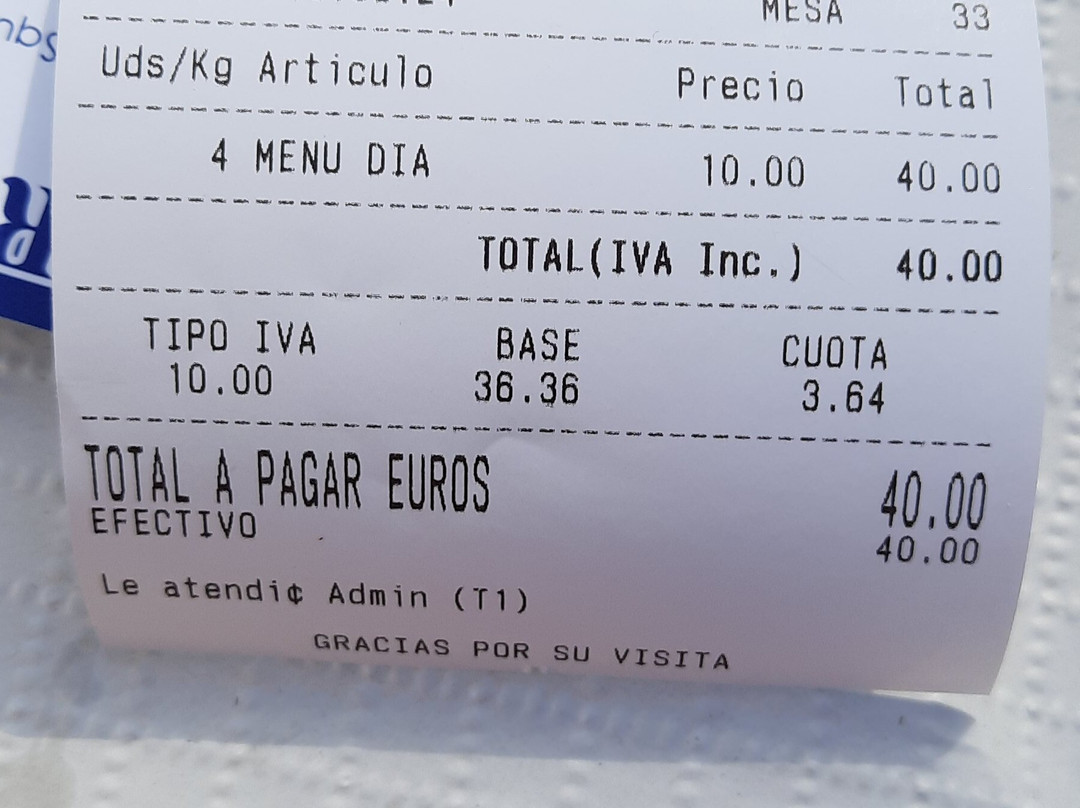 MESA 33
Uds/Kg Articulo Precio Total
4 MENU DIA 10.00 40.00
TOTAL(IVA Inc.) 40.00
TIPO IVA BASE CUOTA
10.00 36.36 3.64
TOTAL A PAGAR EUROS 40.00
EFECTIVO 40.00
Le atendi¢ Admin (T1)
GRACIAS POR SU VISITA